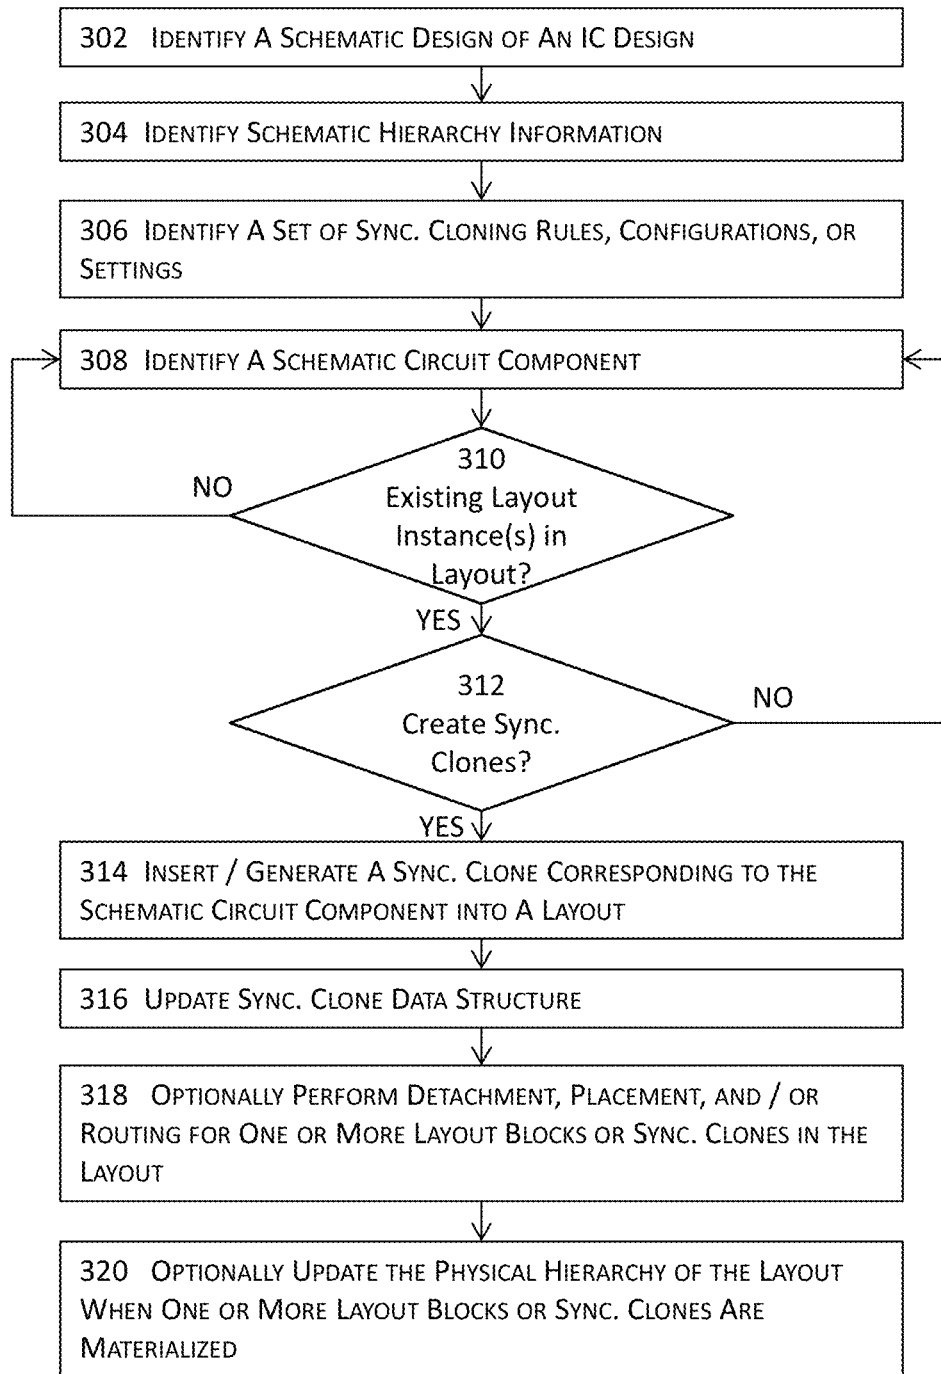 302 IDENTIFY A SCHEMATIC DESIGN OF AN IC DESIGN
304 IDENTIFY SCHEMATIC HIERARCHY INFORMATION
306 IDENTIFY A SET OF SYNC. CLONING RULES, CONFIGURATIONS, OR
SETTINGS
308 IDENTIFY A SCHEMATIC CIRCUIT COMPONENT
310
NO
Existing Layout
Instance(s) in
Layout?
YES
312
NO
Create Sync.
Clones?
YES
314 INSERT / GENERATE A SYNC. CLONE CORRESPONDING TO THE
SCHEMATIC CIRCUIT COMPONENT INTO A LAYOUT
316 UPDATE SYNC. CLONE DATA STRUCTURE
318 OPTIONALLY PERFORM DETACHMENT, PLACEMENT, AND / OR
ROUTING FOR ONE OR MORE LAYOUT BLOCKS OR SYNC. CLONES IN THE
LAYOUT
320 OPTIONALLY UPDATE THE PHYSICAL HIERARCHY OF THE LAYOUT
WHEN ONE OR MORE LAYOUT BLOCKS OR SYNC. CLONES ARE
MATERIALIZED